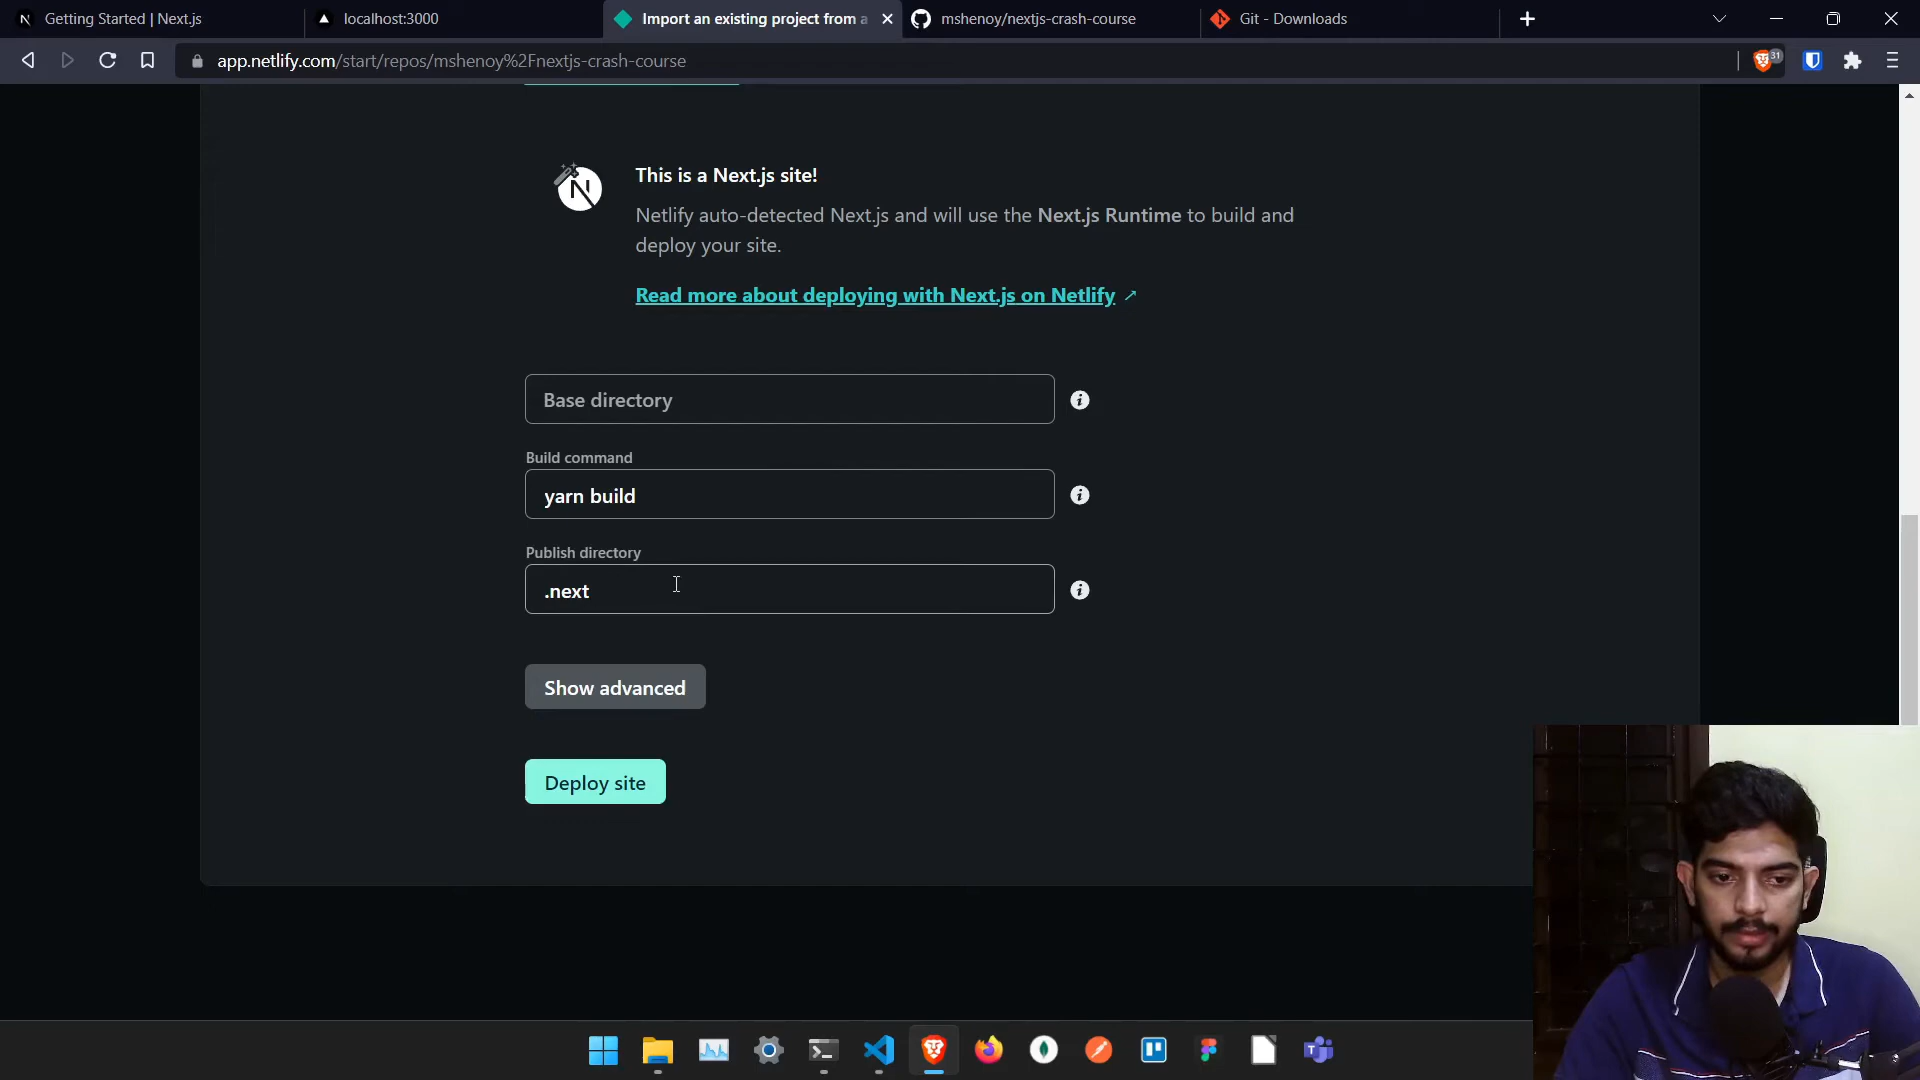 Getting Started | Next.js
localhost:3000
Import an existing project from a
mshenoy/nextjs-crash-course
Git - Downloads
app.netlify.com/start/repos/mshenoy%2Fnextjs-crash-course
31
This is a Next.js site!
Netlify auto-detected Next.js and will use the Next.js Runtime to build and
deploy your site.
Read more about deploying with Next.js on Netlify ↗
Base directory
Build command
yarn build
Publish directory
.next
Show advanced
Deploy site